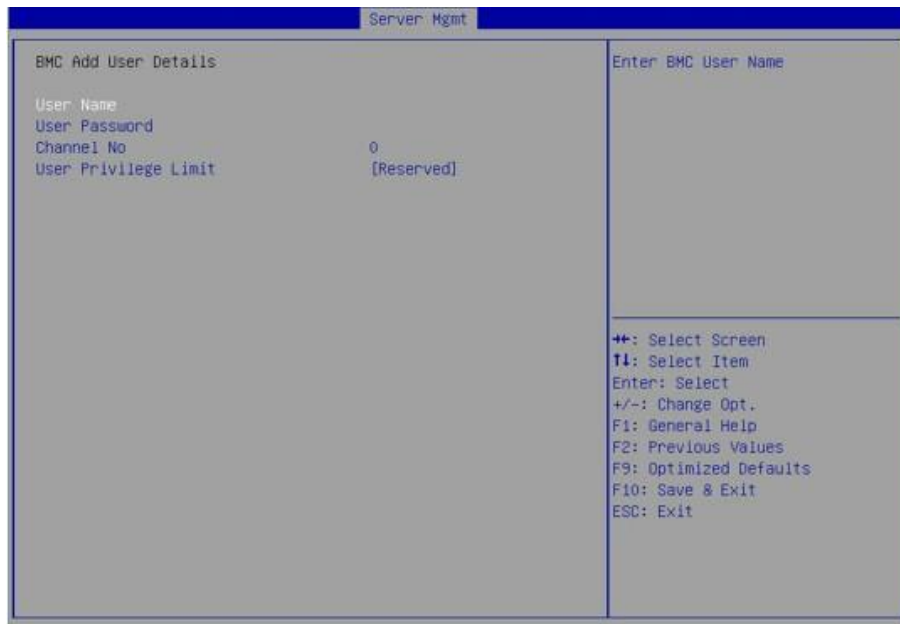 Server Mgmt
BMC Add User Details
User Name
User Password
Channel No 0
User Privilege Limit [Reserved]
Enter BMC User Name
→←: Select Screen
↑↓: Select Item
Enter: Select
+/-: Change Opt.
F1: General Help
F2: Previous Values
F9: Optimized Defaults
F10: Save & Exit
ESC: Exit